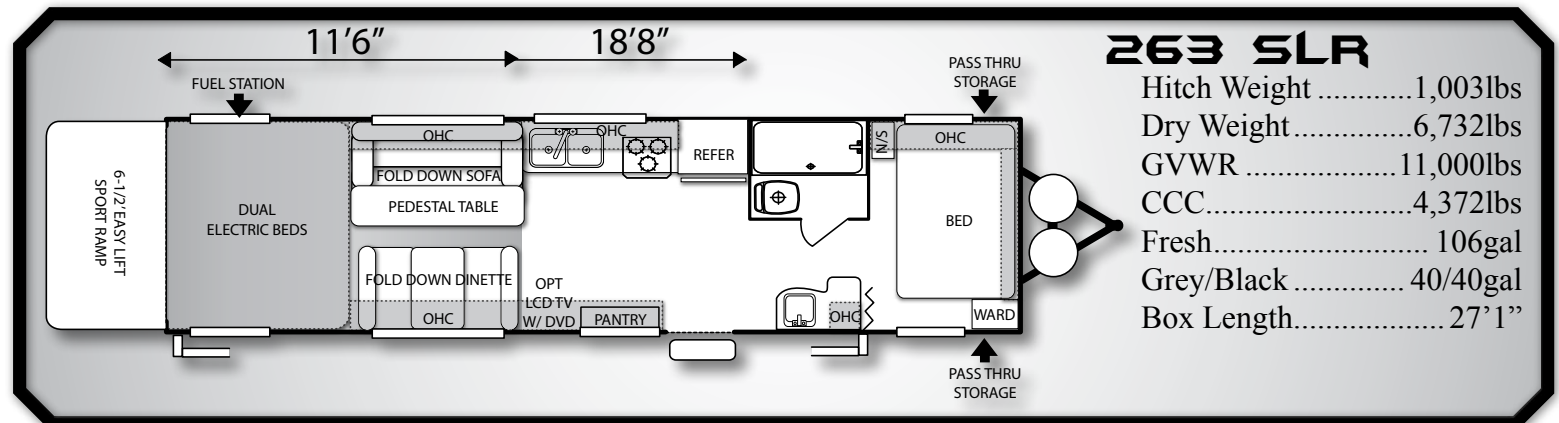 11’6”
18’8”
263 SLR
FUEL STATION
PASS THRU
STORAGE
Hitch Weight ............1,003lbs
Dry Weight...............6,732lbs
GVWR ...................11,000lbs
CCC.........................4,372lbs
Fresh......................... 106gal
Grey/Black .............. 40/40gal
Box Length.................. 27’1”
6-1/2’ EASY LIFT
SPORT RAMP
DUAL
ELECTRIC BEDS
OHC
FOLD DOWN SOFA
PEDESTAL TABLE
FOLD DOWN DINETTE
OHC
OHC
REFER
OPT
LCD TV
W/ DVD
PANTRY
S/N
OHC
BED
OHC
WARD
PASS THRU
STORAGE